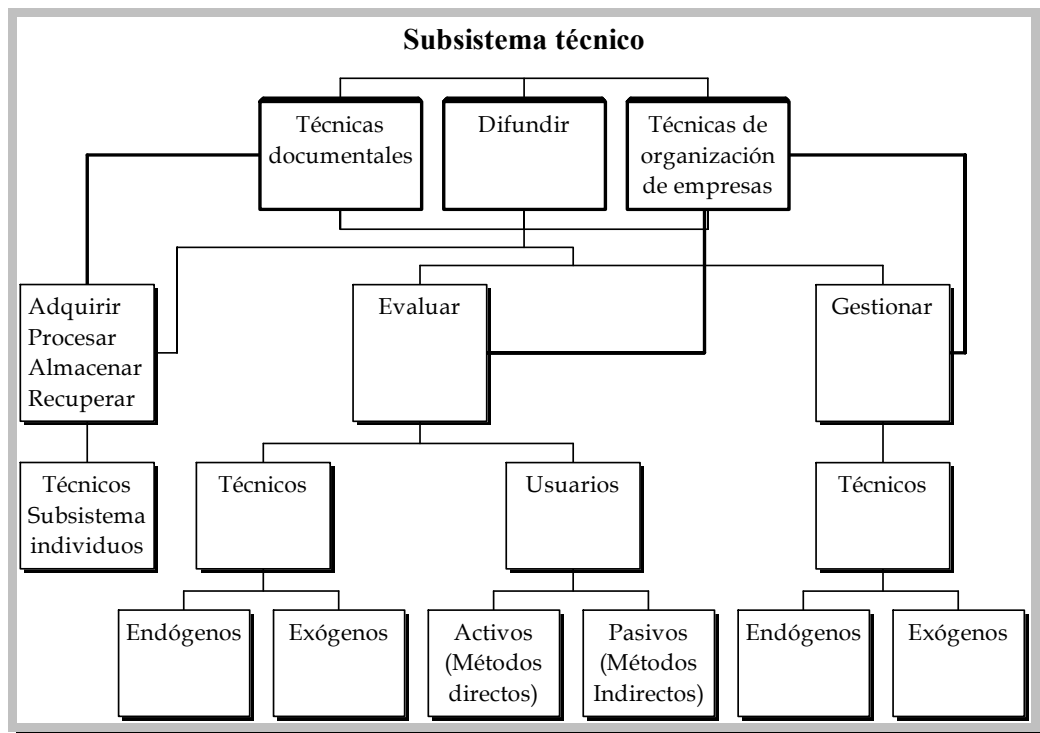 Subsistema técnico
Técnicas
documentales
Difundir
Técnicas de
organización
de empresas
Adquirir
Procesar
Almacenar
Recuperar
Evaluar
Gestionar
Técnicos
Subsistema
individuos
Técnicos
Usuarios
Técnicos
Endógenos
Exógenos
Activos
(Métodos
directos)
Pasivos
(Métodos
Indirectos)
Endógenos
Exógenos